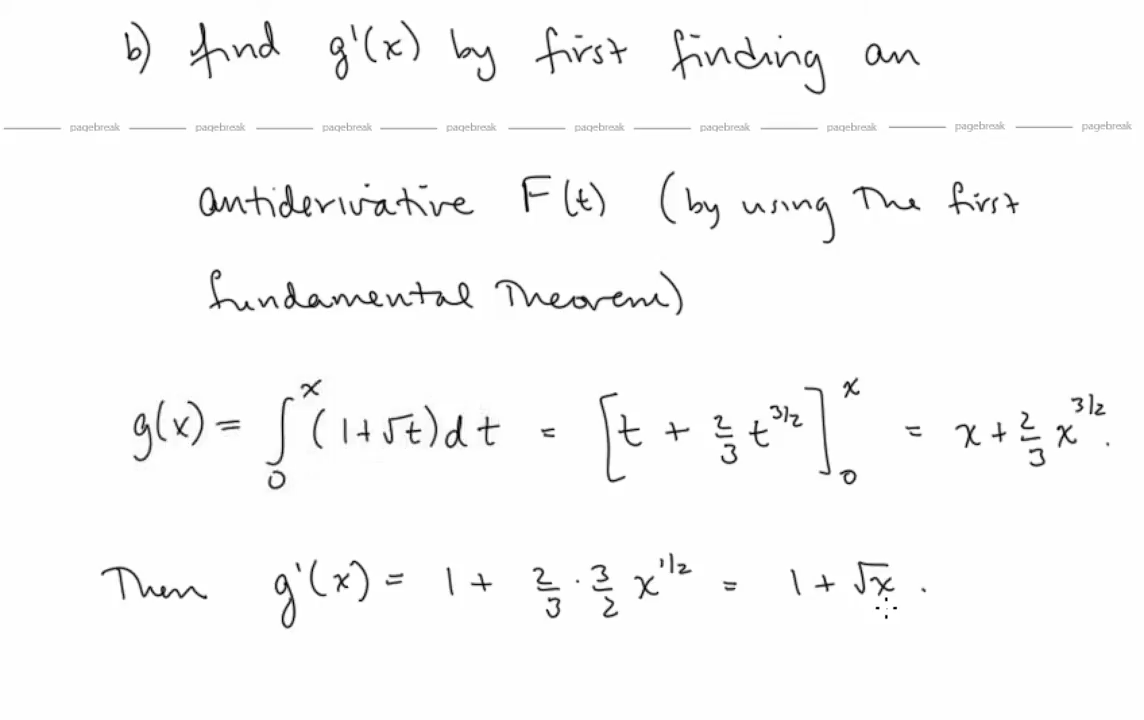 b) find g'(x) by first finding an
pagebreak pagebreak pagebreak pagebreak pagebreak pagebreak pagebreak pagebreak pagebreak
antiderivative F(t) (by using The first
fundamental Theorem)
g(x) = ∫₀ˣ (1+√t)dt = [t + 2/3 t^3/2]₀ˣ = x + 2/3 x^3/2.
Then g'(x) = 1 + 2/3 · 3/2 x^1/2 = 1 + √x .